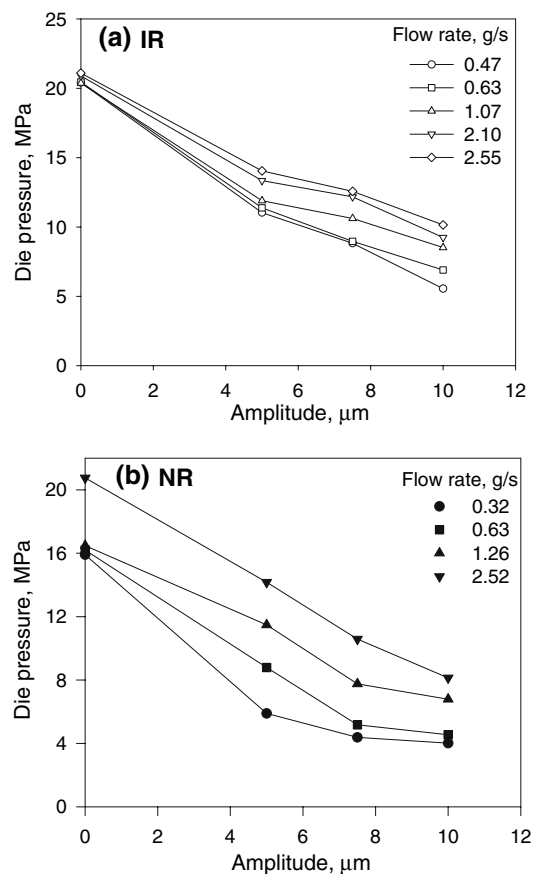 (a) IR
Flow rate, g/s
0.47
0.63
1.07
2.10
2.55
25
20
15
10
5
0
Die pressure, MPa
0 2 4 6 8 10 12
Amplitude, μm
(b) NR
Flow rate, g/s
0.32
0.63
1.26
2.52
20
16
12
8
4
0
Die pressure, MPa
0 2 4 6 8 10 12
Amplitude, μm